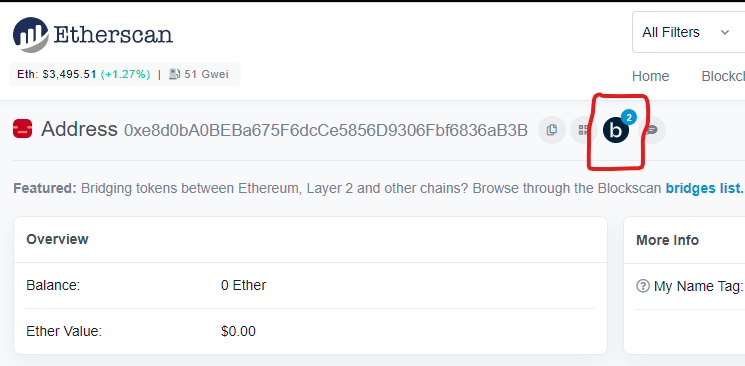 Etherscan
All Filters
Eth: $3,495.51 (+1.27%) | 51 Gwei
Home Blockc
Address 0xe8d0bA0BEBa675F6dcCe5856D9306Fbf6836aB3B b 2
Featured: Bridging tokens between Ethereum, Layer 2 and other chains? Browse through the Blockscan bridges list.
Overview
More Info
Balance: 0 Ether
? My Name Tag:
Ether Value: $0.00